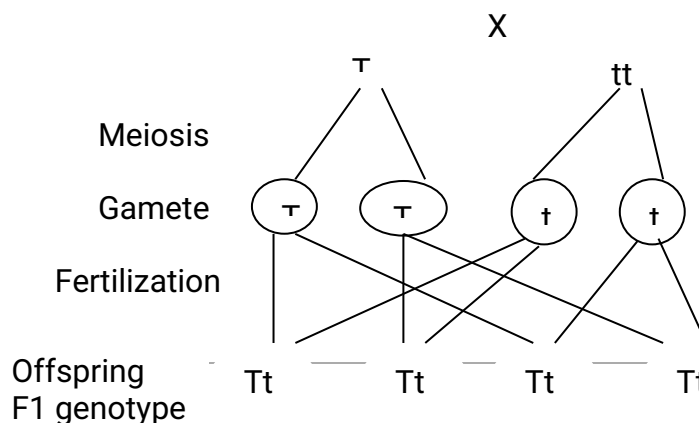 X
T tt
Meiosis
Gamete T T t t
Fertilization
Offspring Tt Tt Tt Tt
F1 genotype